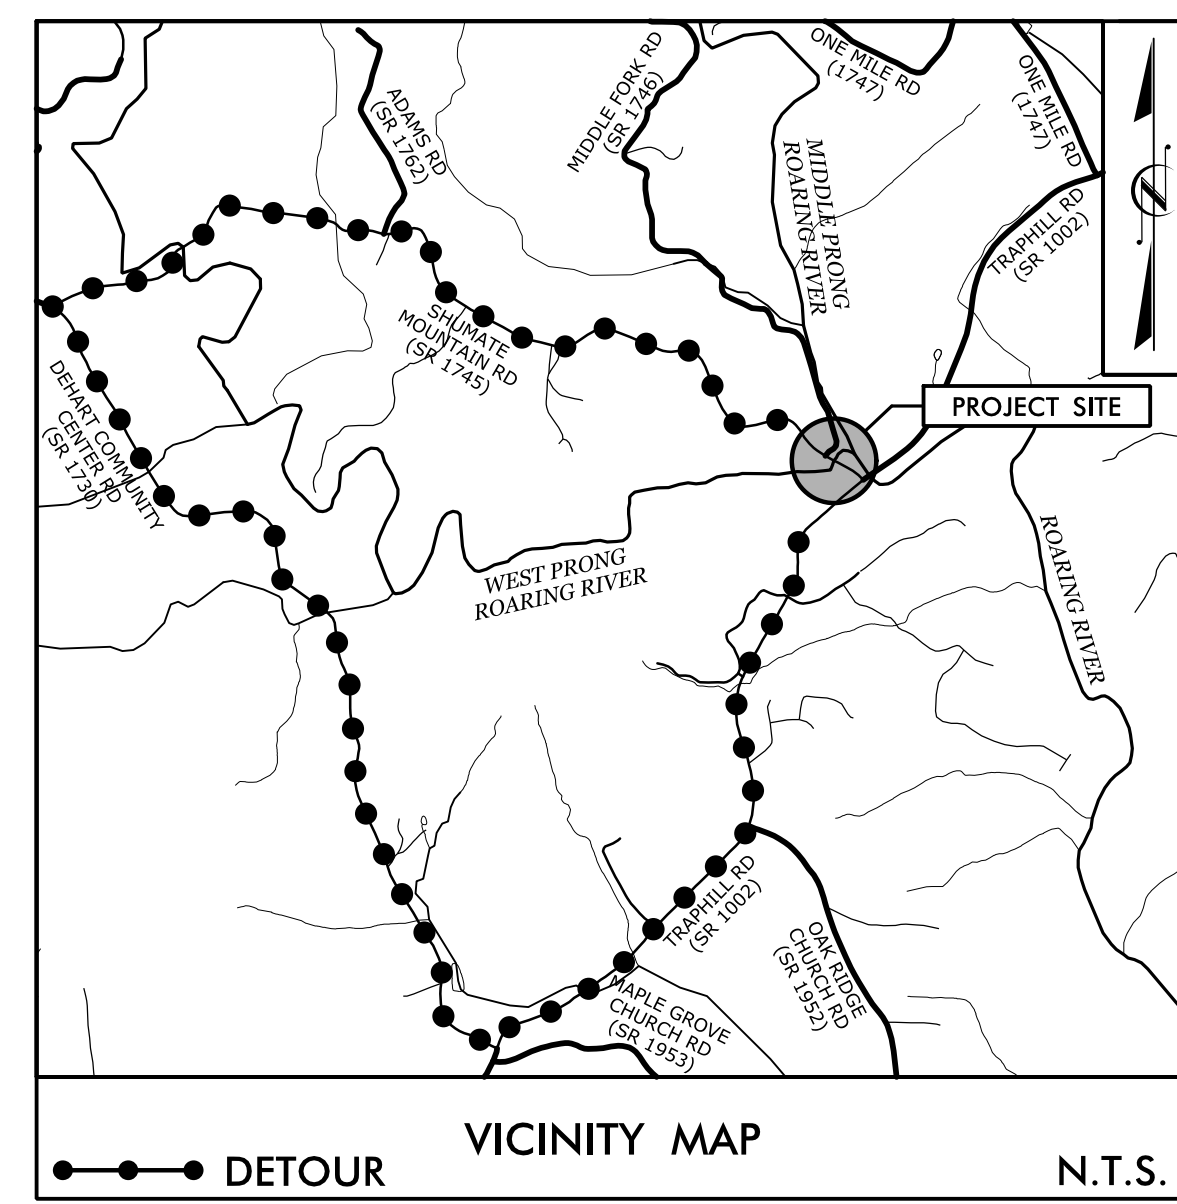 MIDDLE FORK RD
(SR 1746)
ONE MILE RD
(1747)
ONE MILE RD
(1747)
ADAMS RD
(SR 1762)
MIDDLE PRONG
ROARING RIVER
TRAPHILL RD
(SR 1002)
N
SHUMATE
MOUNTAIN RD
(SR 1745)
DEHART COMMUNITY
CENTER RD
(SR 1730)
PROJECT SITE
WEST PRONG
ROARING RIVER
ROARING RIVER
TRAPHILL RD
(SR 1002)
OAK RIDGE
CHURCH RD
(SR 1952)
MAPLE GROVE
CHURCH RD
(SR 1953)
VICINITY MAP
DETOUR
N.T.S.